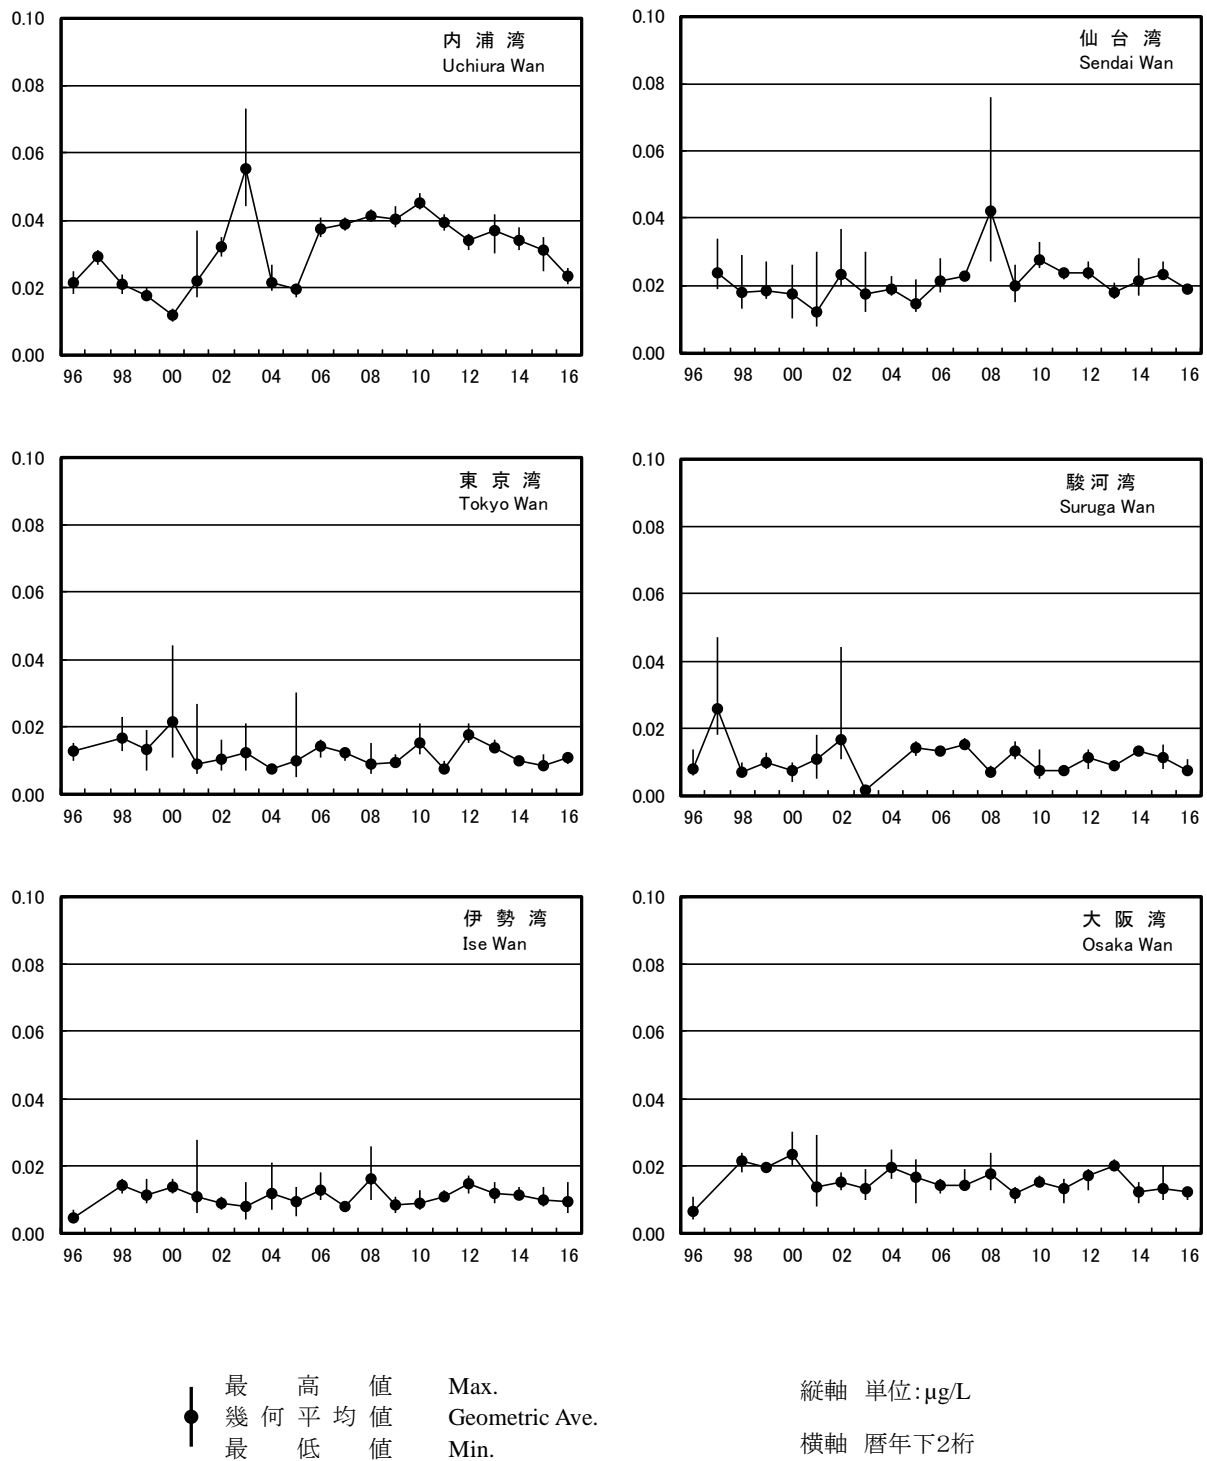 0.10
0.08
0.06
0.04
0.02
0.00
内浦湾
Uchiura Wan
96 98 00 02 04 06 08 10 12 14 16
0.10
0.08
0.06
0.04
0.02
0.00
仙台湾
Sendai Wan
96 98 00 02 04 06 08 10 12 14 16
0.10
0.08
0.06
0.04
0.02
0.00
東京湾
Tokyo Wan
96 98 00 02 04 06 08 10 12 14 16
0.10
0.08
0.06
0.04
0.02
0.00
駿河湾
Suruga Wan
96 98 00 02 04 06 08 10 12 14 16
0.10
0.08
0.06
0.04
0.02
0.00
伊勢湾
Ise Wan
96 98 00 02 04 06 08 10 12 14 16
0.10
0.08
0.06
0.04
0.02
0.00
大阪湾
Osaka Wan
96 98 00 02 04 06 08 10 12 14 16
最高値 Max.
幾何平均値 Geometric Ave.
最低値 Min.
縦軸 単位:µg/L
横軸 暦年下2桁